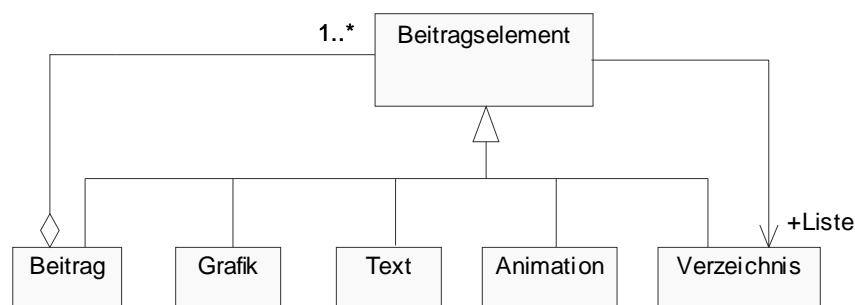 1..*
Beitragselement
+Liste
Beitrag
Grafik
Text
Animation
Verzeichnis